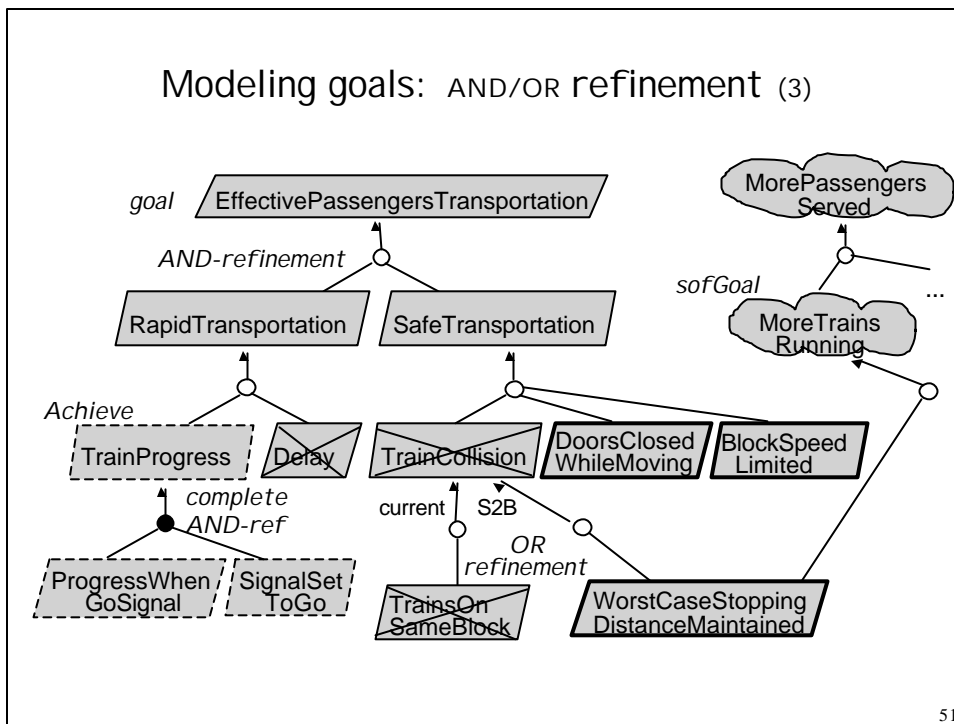 Modeling goals: AND/OR refinement (3)
goal
EffectivePassengersTransportation
MorePassengers
Served
AND-refinement
sofGoal
...
RapidTransportation
SafeTransportation
MoreTrains
Running
Achieve
TrainProgress
Delay
TrainCollision
DoorsClosed
WhileMoving
BlockSpeed
Limited
complete
AND-ref
current
S2B
OR
refinement
ProgressWhen
GoSignal
SignalSet
ToGo
TrainsOn
SameBlock
WorstCaseStopping
DistanceMaintained
51